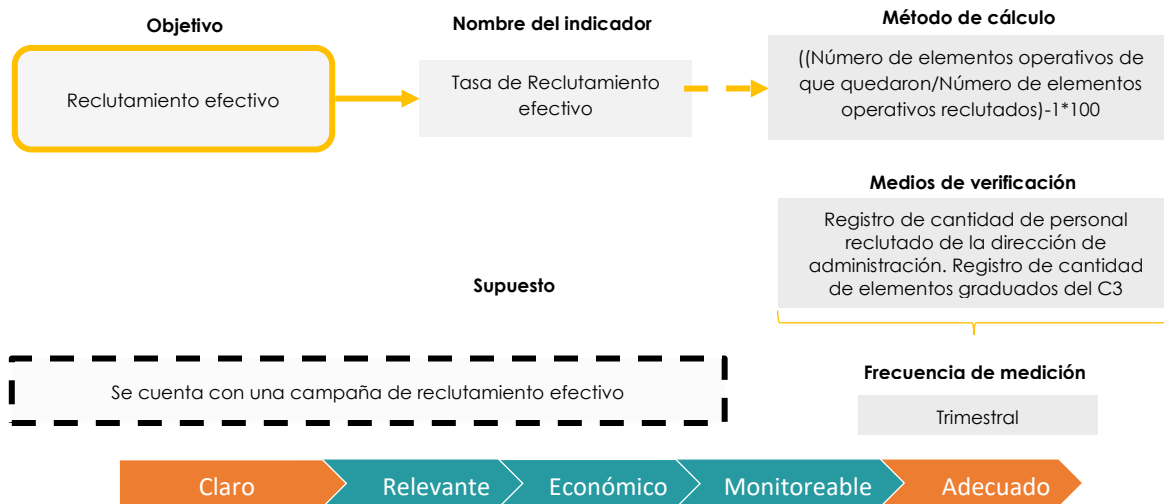 Objetivo
Reclutamiento efectivo
Nombre del indicador
Tasa de Reclutamiento
efectivo
Método de cálculo
((Número de elementos operativos de
que quedaron/Número de elementos
operativos reclutados)-1*100
Medios de verificación
Registro de cantidad de personal
reclutado de la dirección de
administración. Registro de cantidad
de elementos graduados del C3
Supuesto
Se cuenta con una campaña de reclutamiento efectivo
Frecuencia de medición
Trimestral
Claro
Relevante
Económico
Monitoreable
Adecuado